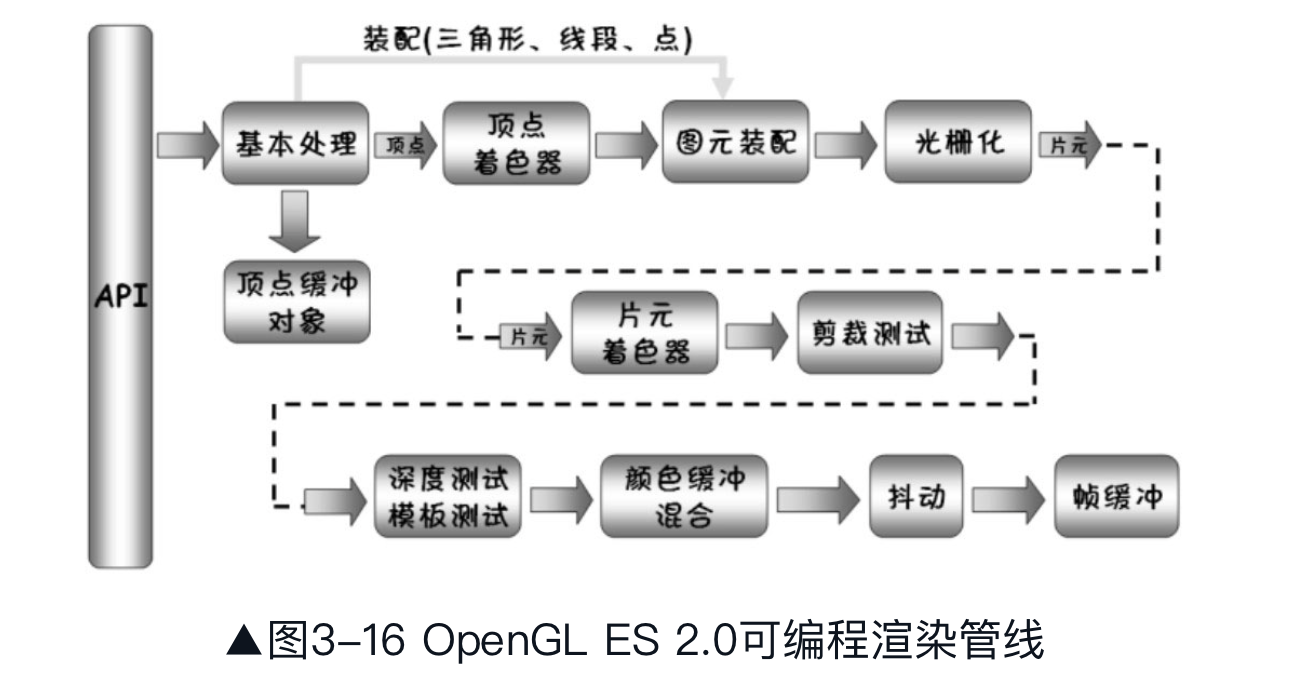 装配(三角形、线段、点)
API
基本处理
顶点
顶点
着色器
图元装配
光栅化
片元
顶点缓冲
对象
片元
片元
着色器
剪裁测试
深度测试
模板测试
颜色缓冲
混合
抖动
帧缓冲
▲图3-16 OpenGL ES 2.0可编程渲染管线